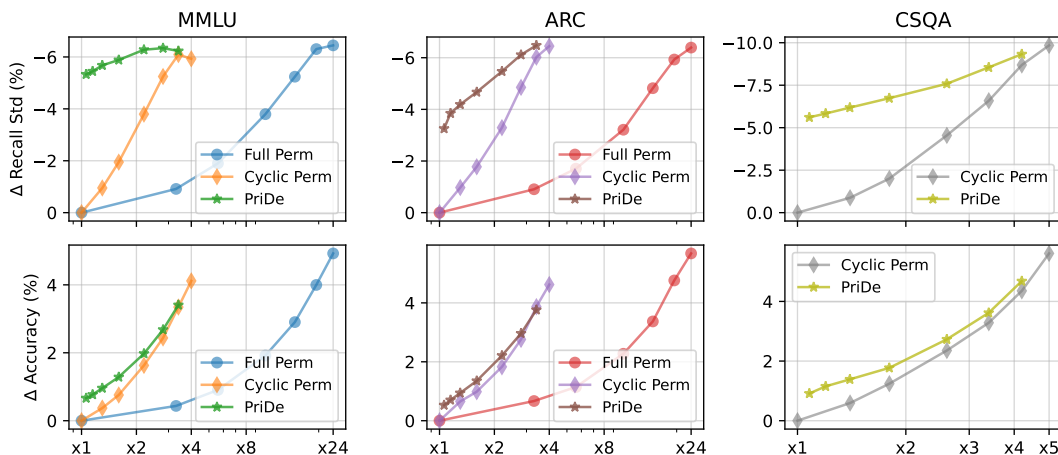 MMLU
ARC
CSQA
Δ Recall Std (%)
−6
−4
−2
0
Full Perm
Cyclic Perm
PriDe
−6
−4
−2
0
Full Perm
Cyclic Perm
PriDe
−10.0
−7.5
−5.0
−2.5
0.0
Cyclic Perm
PriDe
Δ Accuracy (%)
4
2
0
Full Perm
Cyclic Perm
PriDe
x1
x2
x4
x8
x24
4
2
0
Full Perm
Cyclic Perm
PriDe
x1
x2
x4
x8
x24
4
2
0
Cyclic Perm
PriDe
x1
x2
x3
x4
x5